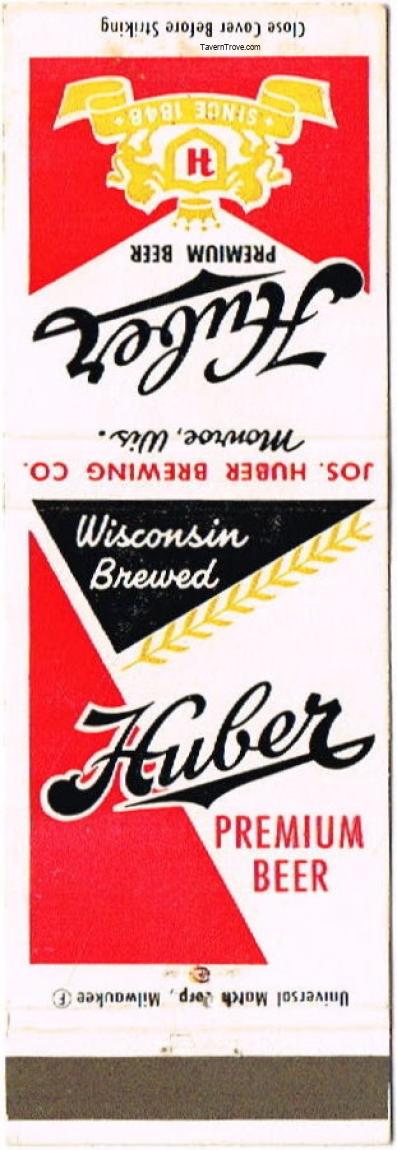 Close Cover Before Striking
TavernTrove.com
• SINCE 1848 •
H
PREMIUM BEER
Huber
Monroe, Wis.
JOS. HUBER BREWING CO.
Wisconsin
Brewed
Huber
PREMIUM
BEER
Universal Match Corp., Milwaukee F